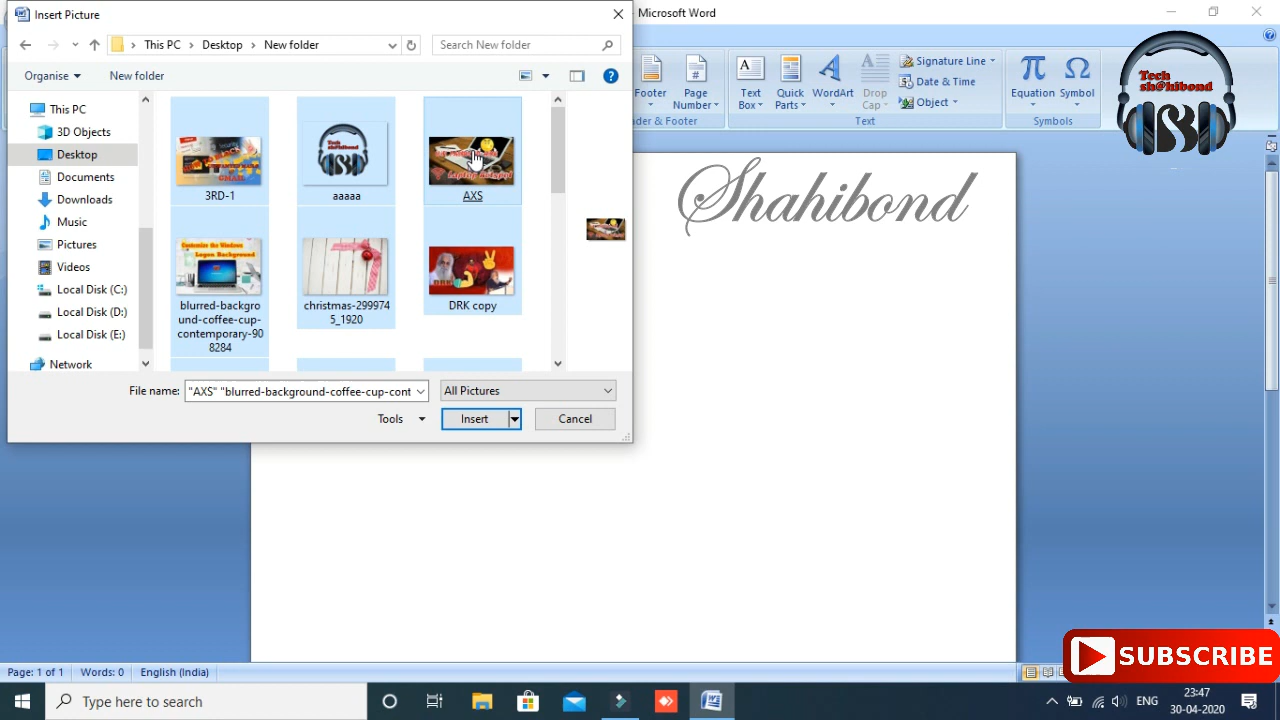 Insert Picture
Microsoft Word
This PC > Desktop > New folder
Search New folder
Organise
New folder
This PC
3D Objects
Desktop
Documents
Downloads
Music
Pictures
Videos
Local Disk (C:)
Local Disk (D:)
Local Disk (E:)
Network
3RD-1
aaaaa
AXS
Customize the Windows
Logon Background
blurred-backgro
und-coffee-cup-
contemporary-90
8284
christmas-299974
5_1920
DRK copy
File name:
"AXS" "blurred-background-coffee-cup-cont
All Pictures
Tools
Insert
Cancel
Footer
Page
Number
der & Footer
Text
Box
Quick
Parts
WordArt
Drop
Cap
Signature Line
Date & Time
Object
Text
Equation
Symbol
Symbols
Tech
sh@hibond
Shahibond
Page: 1 of 1
Words: 0
English (India)
SUBSCRIBE
Type here to search
ENG
23:47
30-04-2020